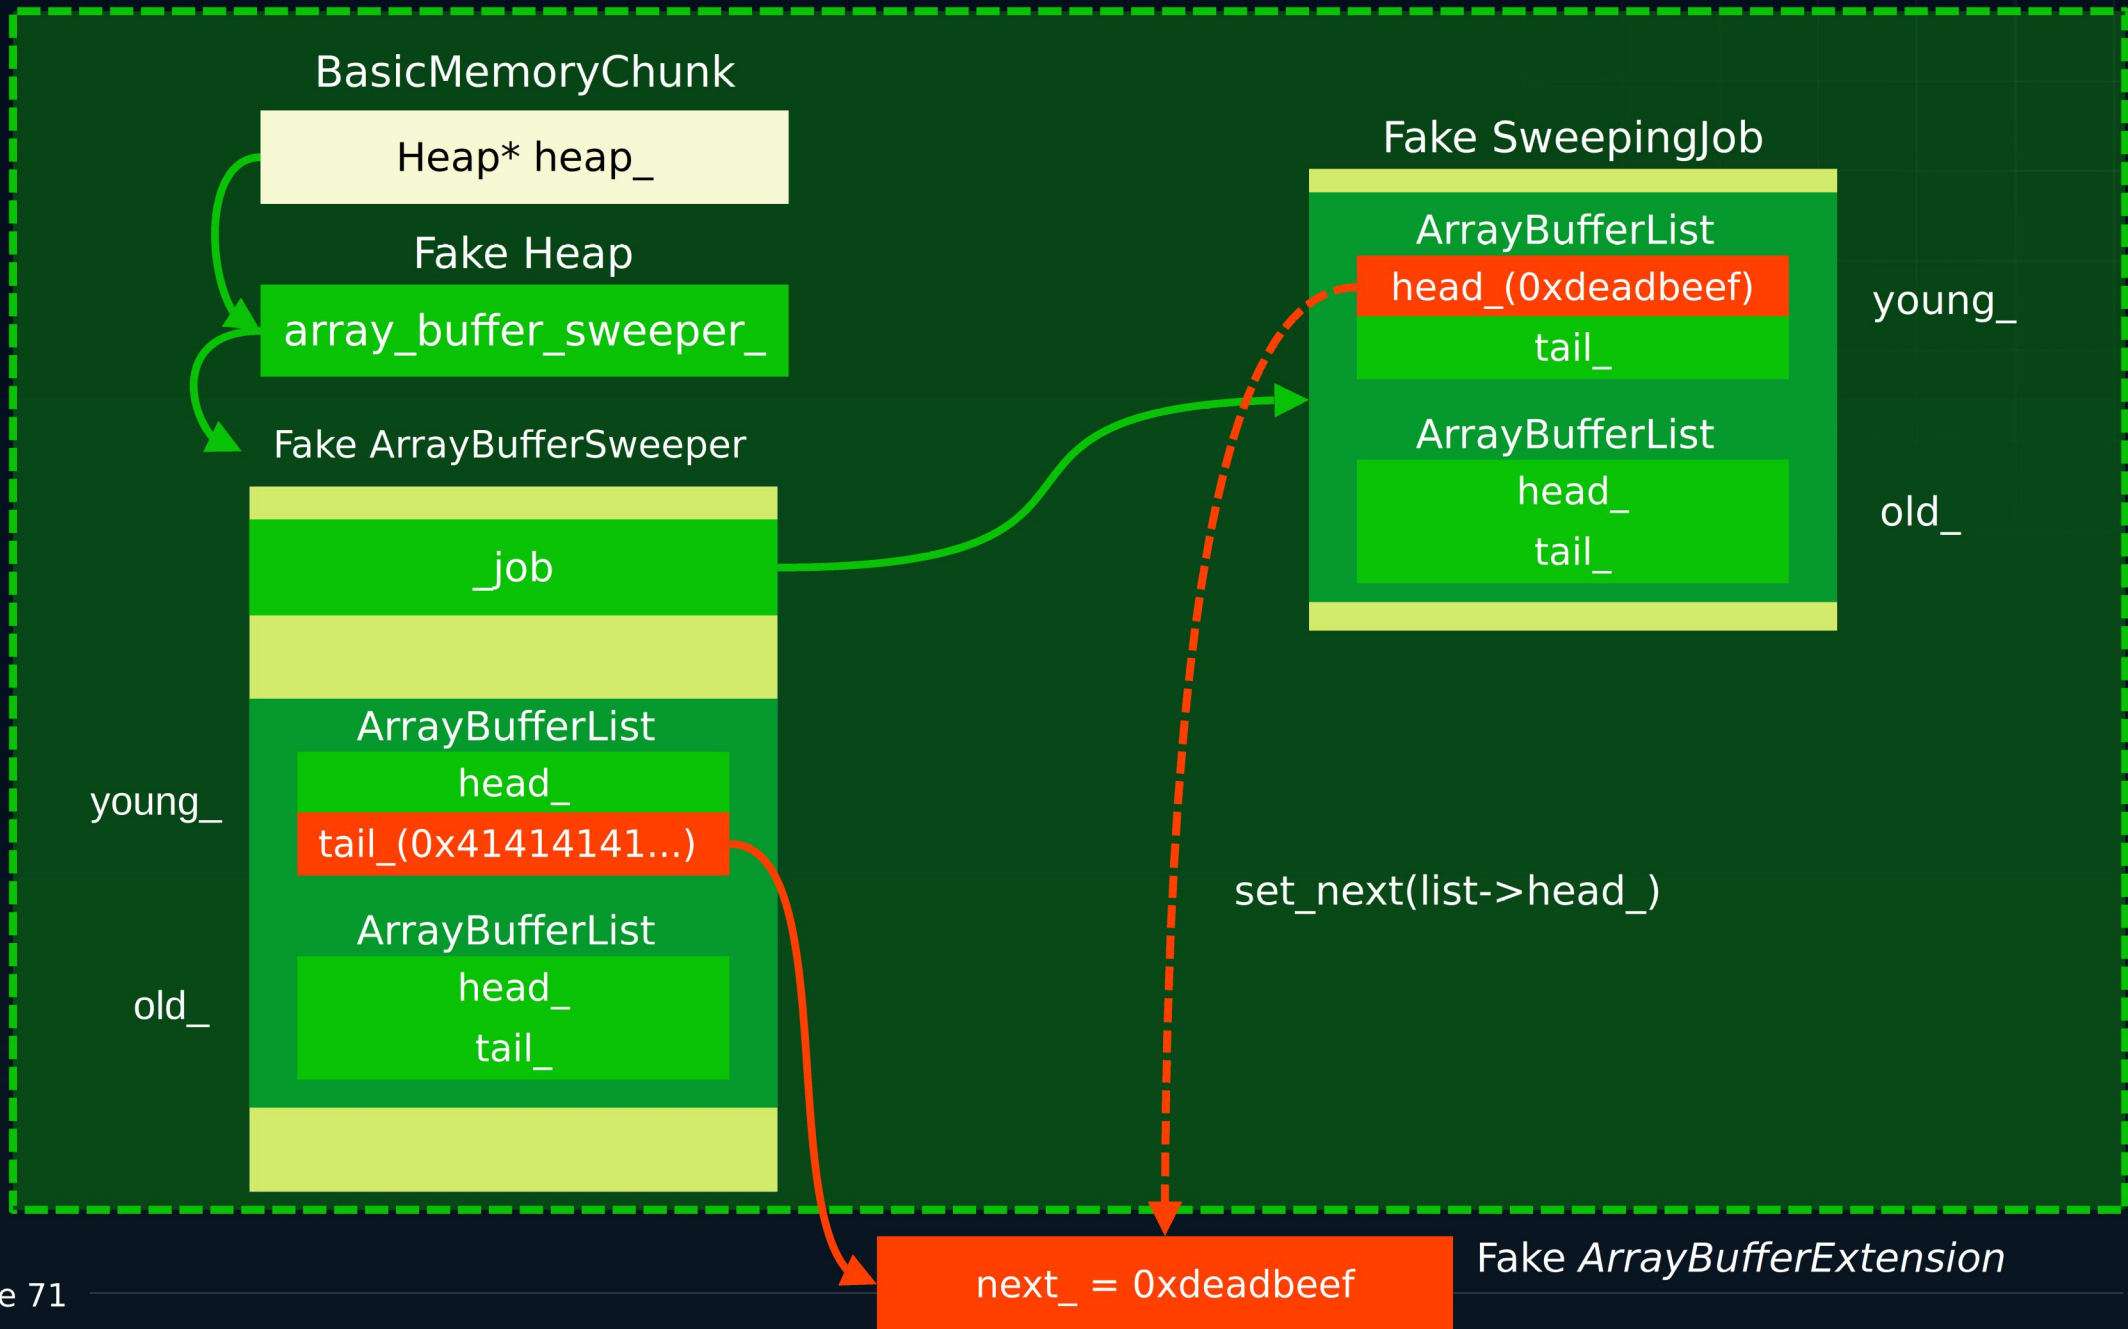 BasicMemoryChunk
Heap* heap_
Fake Heap
array_buffer_sweeper_
Fake ArrayBufferSweeper
_job
ArrayBufferList
head_
young_
tail_(0x41414141...)
ArrayBufferList
head_
old_
tail_
Fake SweepingJob
ArrayBufferList
head_(0xdeadbeef)
young_
tail_
ArrayBufferList
head_
old_
tail_
set_next(list->head_)
Fake ArrayBufferExtension
next_ = 0xdeadbeef
e 71